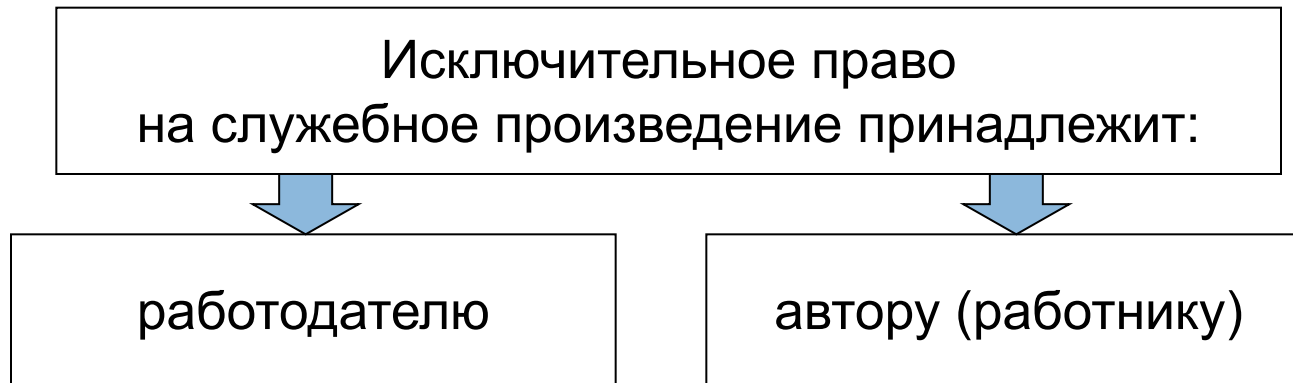 Исключительное право
на служебное произведение принадлежит:
работодателю
автору (работнику)